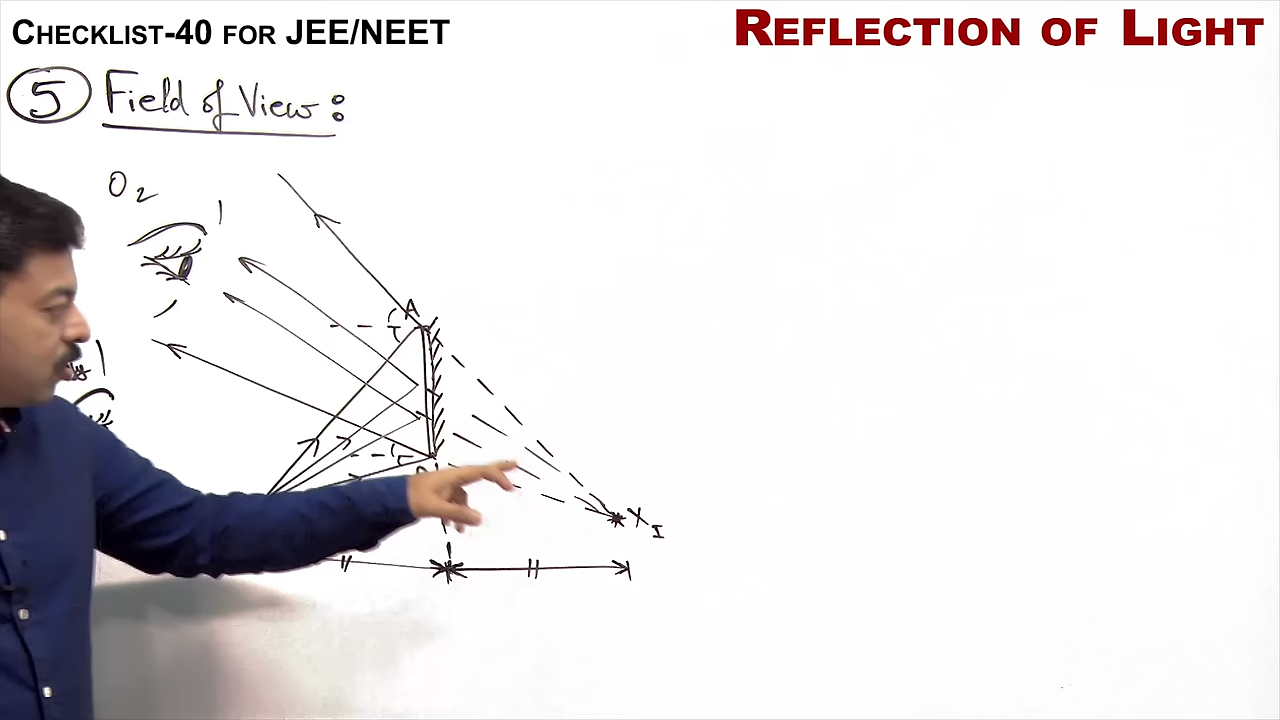 CHECKLIST-40 FOR JEE/NEET
REFLECTION OF LIGHT
5 Field of View:
O2
A
X I